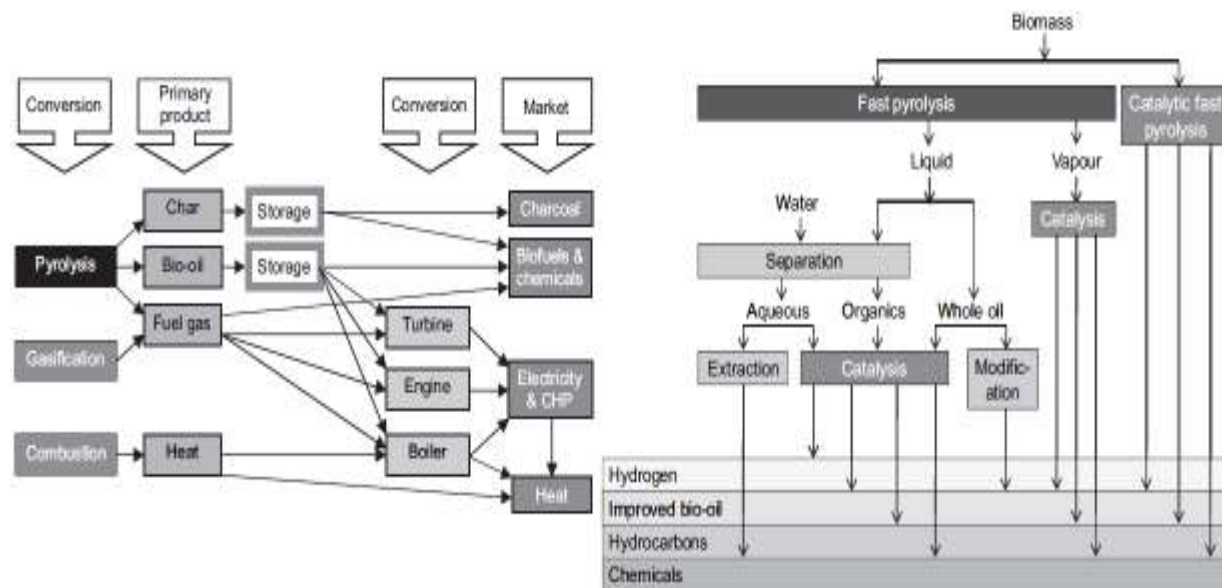 Conversion
Primary
product
Conversion
Market
Char
Storage
Charcoal
Pyrolysis
Bio-oil
Storage
Biofuels &
chemicals
Fuel gas
Turbine
Gasification
Engine
Electricity
& CHP
Combustion
Heat
Boiler
Heat
Biomass
Fast pyrolysis
Catalytic fast
pyrolysis
Liquid
Vapour
Water
Catalysis
Separation
Aqueous
Organics
Whole oil
Extraction
Catalysis
Modific-
ation
Hydrogen
Improved bio-oil
Hydrocarbons
Chemicals